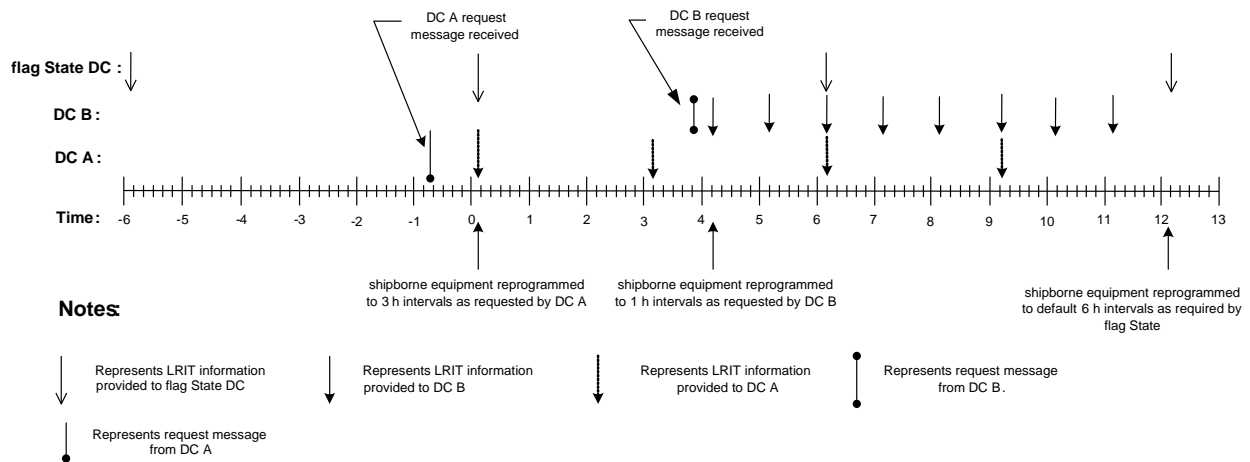 DC A request
message received
DC B request
message received
flag State DC :
DC B :
DC A :
Time :
-6 -5 -4 -3 -2 -1 0 1 2 3 4 5 6 7 8 9 10 11 12 13
shipborne equipment reprogrammed
to 3 h intervals as requested by DC A
shipborne equipment reprogrammed
to 1 h intervals as requested by DC B
shipborne equipment reprogrammed
to default 6 h intervals as required by
flag State
Notes:
Represents LRIT information
provided to flag State DC
Represents LRIT information
provided to DC B
Represents LRIT information
provided to DC A
Represents request message
from DC B .
Represents request message
from DC A